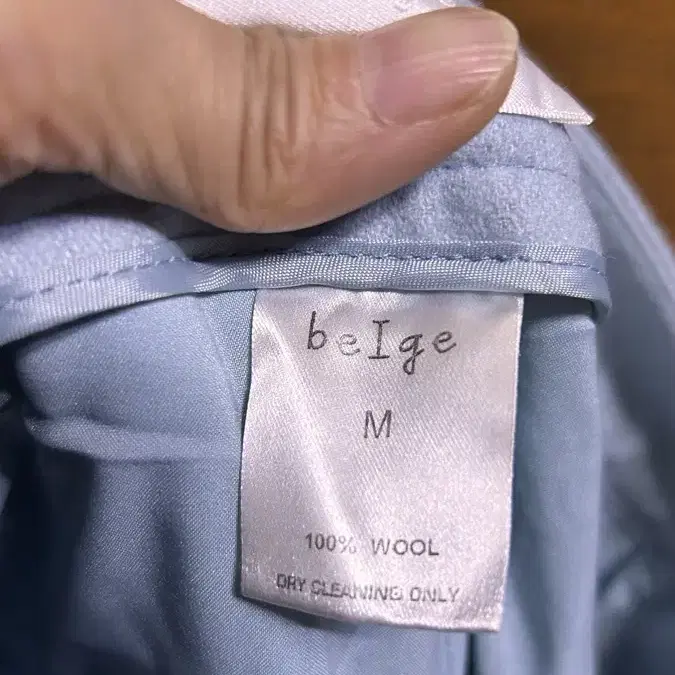 beIge
M
100% WOOL
DRY CLEANING ONLY